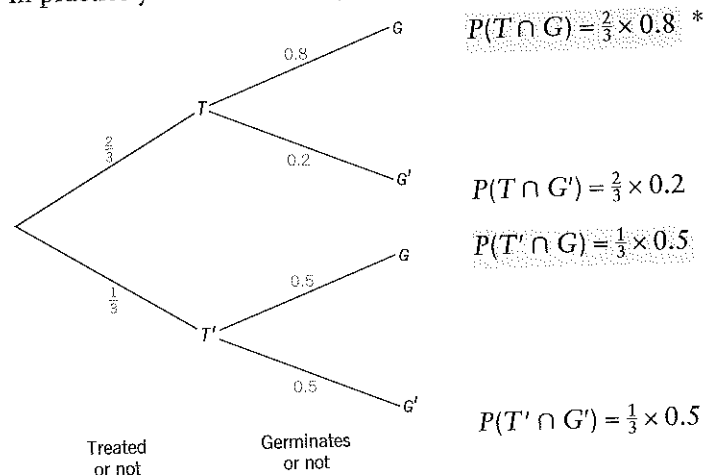 In
G
P(T ∩ G) = 2/3 × 0.8 *
0.8
T
2/3
0.2
G'
P(T ∩ G') = 2/3 × 0.2
G
P(T' ∩ G) = 1/3 × 0.5
0.5
1/3
T'
0.5
G'
P(T' ∩ G') = 1/3 × 0.5
Treated
or not
Germinates
or not